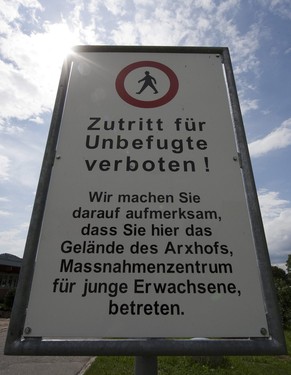 Zutritt für
Unbefugte
verboten !
Wir machen Sie
darauf aufmerksam,
dass Sie hier das
Gelände des Arxhofs,
Massnahmenzentrum
für junge Erwachsene,
betreten.